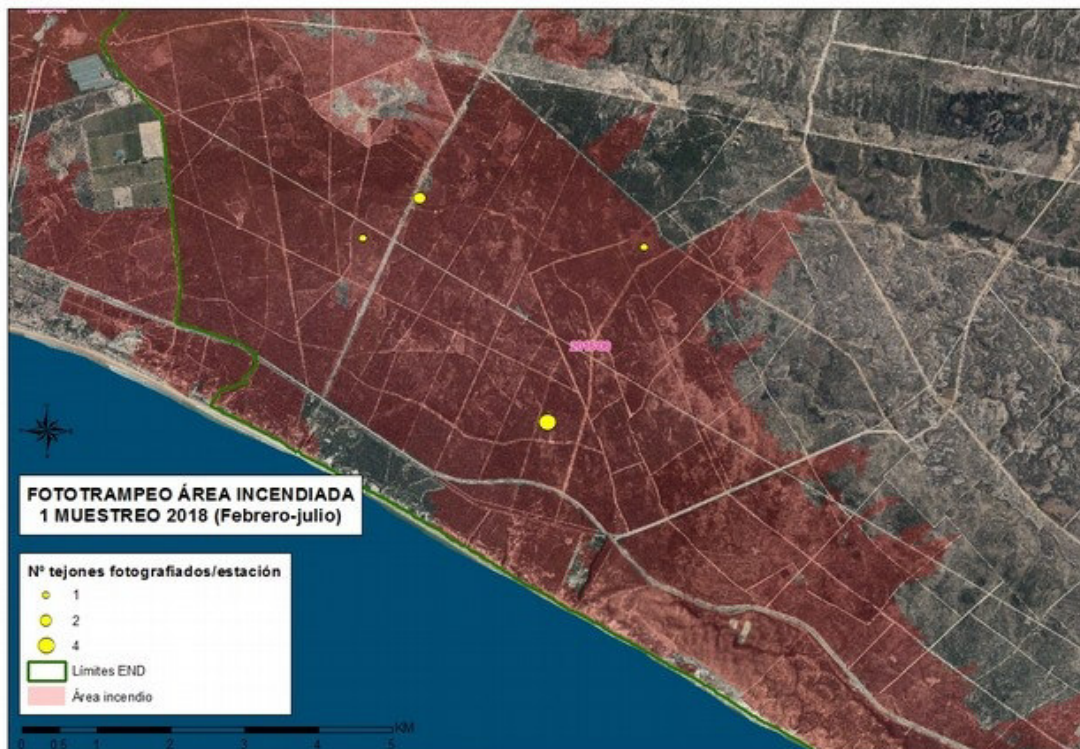 FOTOTRAMPEO ÁREA INCENDIADA
1 MUESTREO 2018 (Febrero-julio)
Nº tejones fotografiados/estación
1
2
4
Límites END
Área incendio
0 0,5 1 2 3 4 5 KM